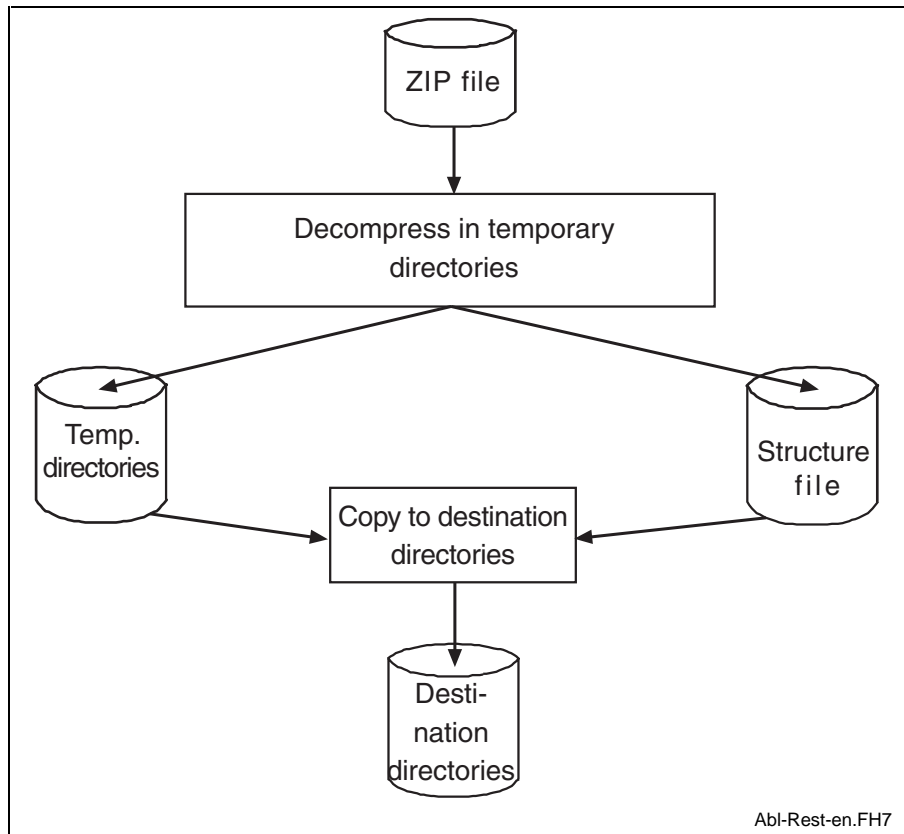 ZIP file
Decompress in temporary
directories
Temp.
directories
Structure
file
Copy to destination
directories
Desti-
nation
directories
Abl-Rest-en.FH7